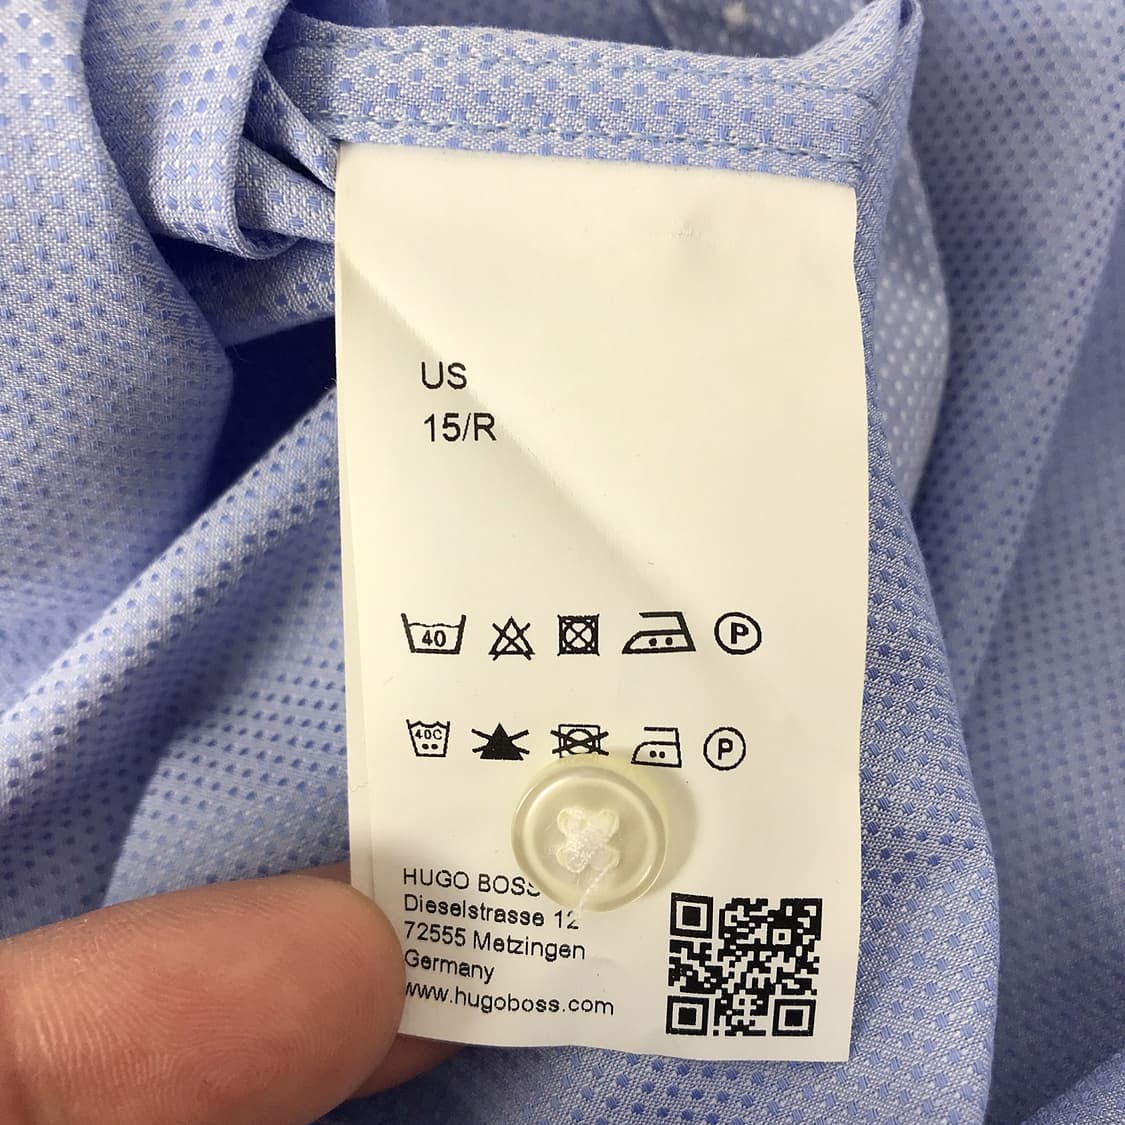 US
15/R
40
P
40C
P
HUGO BOSS
Dieselstrasse 12
72555 Metzingen
Germany
www.hugoboss.com